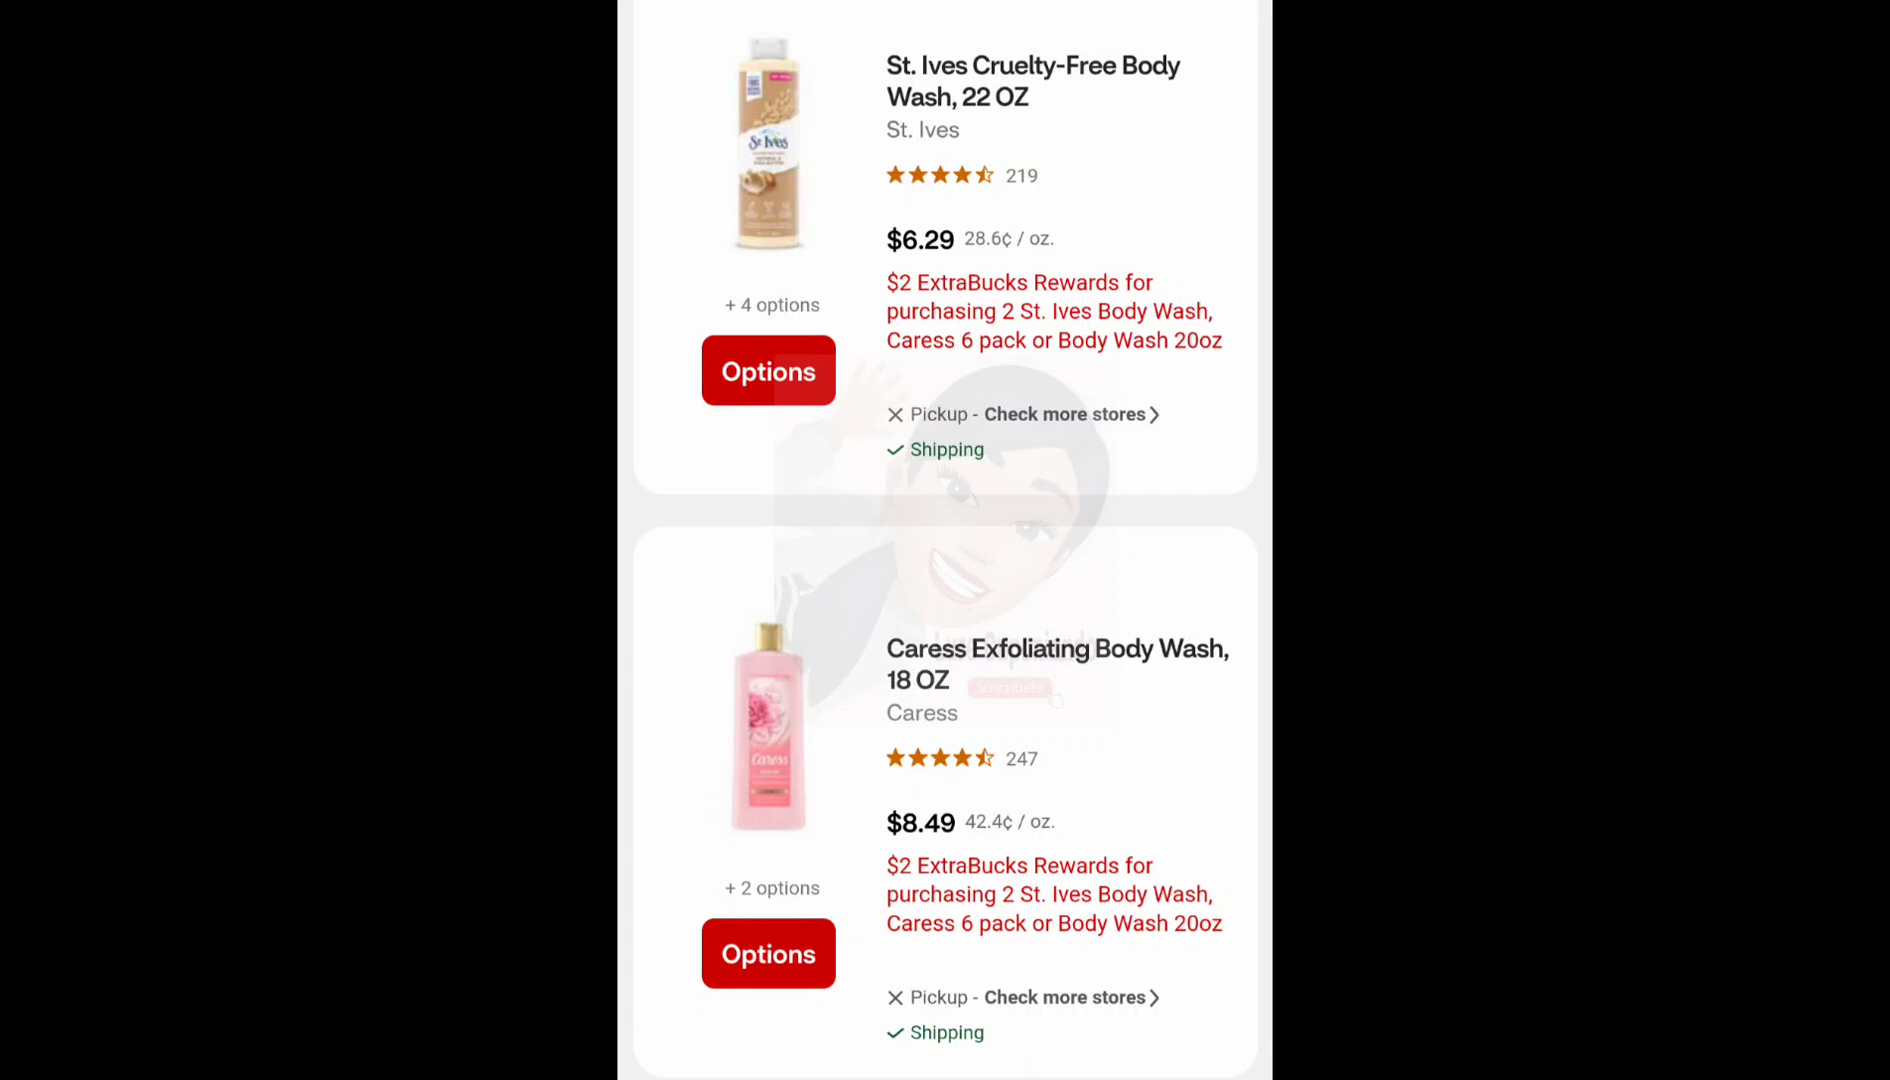 St. Ives Cruelty-Free Body
Wash, 22 OZ
St. Ives
219
$6.29 28.6¢ / oz.
$2 ExtraBucks Rewards for
purchasing 2 St. Ives Body Wash,
Caress 6 pack or Body Wash 20oz
+ 4 options
Options
Pickup - Check more stores
Shipping
St. Ives
Caress Exfoliating Body Wash,
18 OZ
Suscribete
Caress
247
$8.49 42.4¢ / oz.
$2 ExtraBucks Rewards for
purchasing 2 St. Ives Body Wash,
Caress 6 pack or Body Wash 20oz
Caress
+ 2 options
Options
Pickup - Check more stores
Shipping